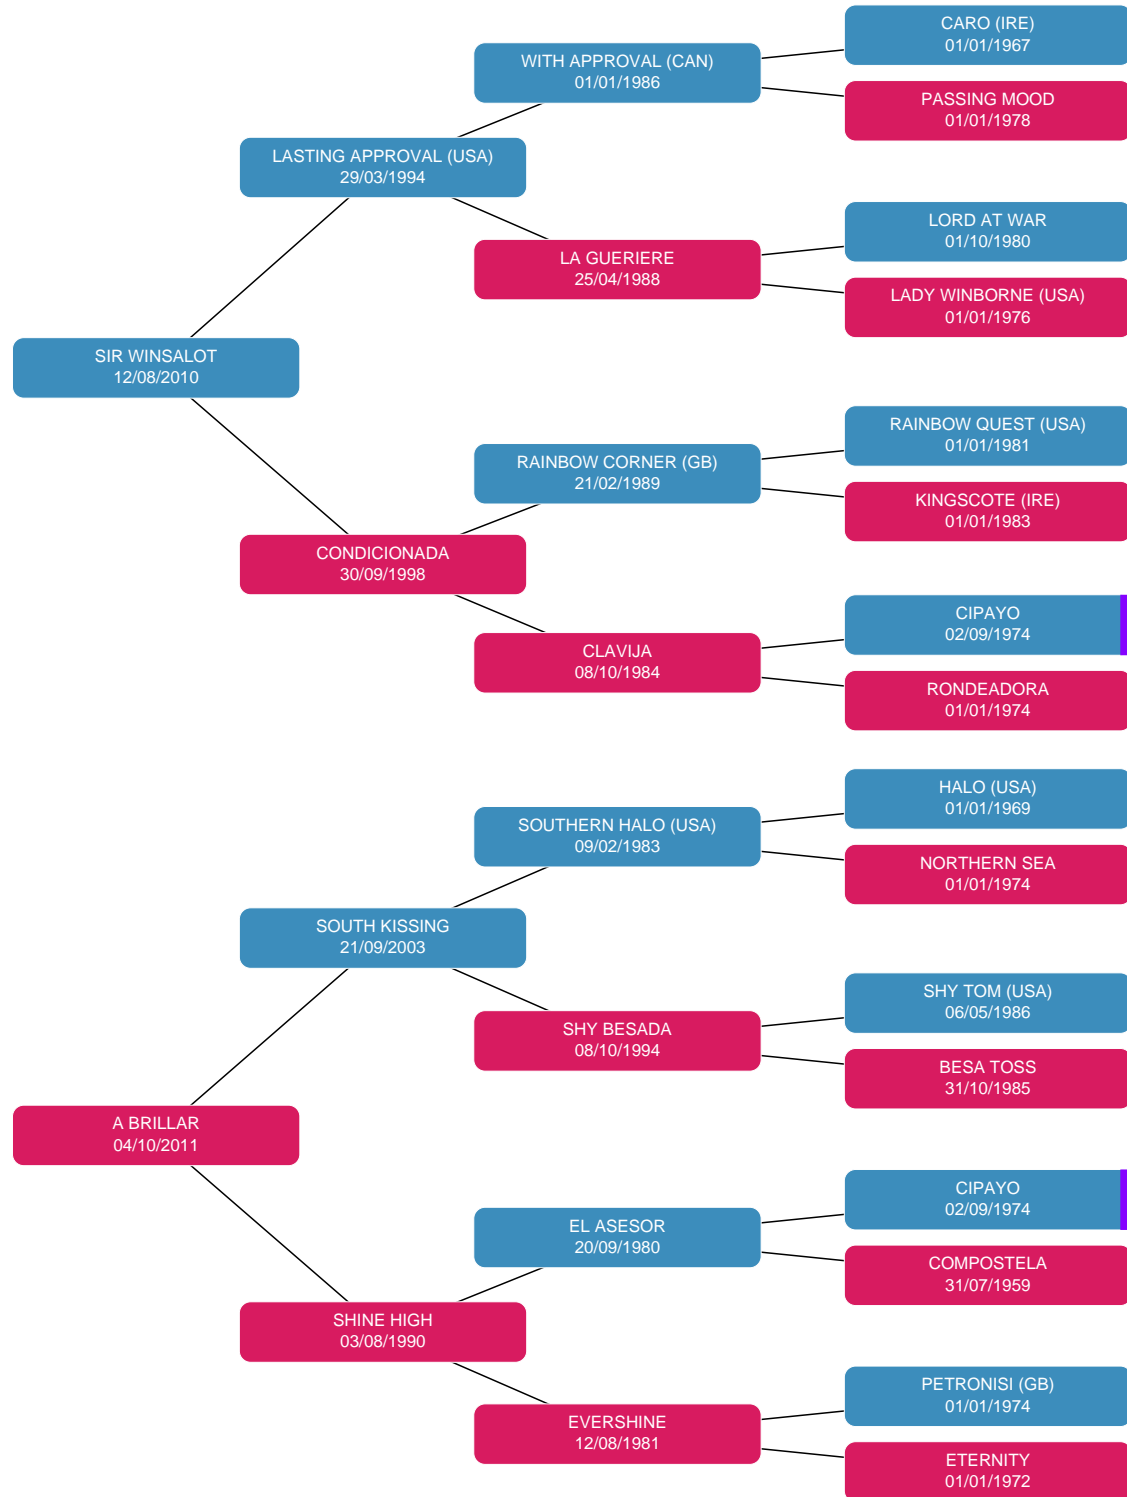 CARO (IRE)
01/01/1967
WITH APPROVAL (CAN)
01/01/1986
PASSING MOOD
01/01/1978
LASTING APPROVAL (USA)
29/03/1994
LORD AT WAR
01/10/1980
LA GUERIERE
25/04/1988
LADY WINBORNE (USA)
01/01/1976
SIR WINSALOT
12/08/2010
RAINBOW QUEST (USA)
01/01/1981
RAINBOW CORNER (GB)
21/02/1989
KINGSCOTE (IRE)
01/01/1983
CONDICIONADA
30/09/1998
CIPAYO
02/09/1974
CLAVIJA
08/10/1984
RONDEADORA
01/01/1974
HALO (USA)
01/01/1969
SOUTHERN HALO (USA)
09/02/1983
NORTHERN SEA
01/01/1974
SOUTH KISSING
21/09/2003
SHY TOM (USA)
06/05/1986
SHY BESADA
08/10/1994
BESA TOSS
31/10/1985
A BRILLAR
04/10/2011
CIPAYO
02/09/1974
EL ASESOR
20/09/1980
COMPOSTELA
31/07/1959
SHINE HIGH
03/08/1990
PETRONISI (GB)
01/01/1974
EVERSHINE
12/08/1981
ETERNITY
01/01/1972